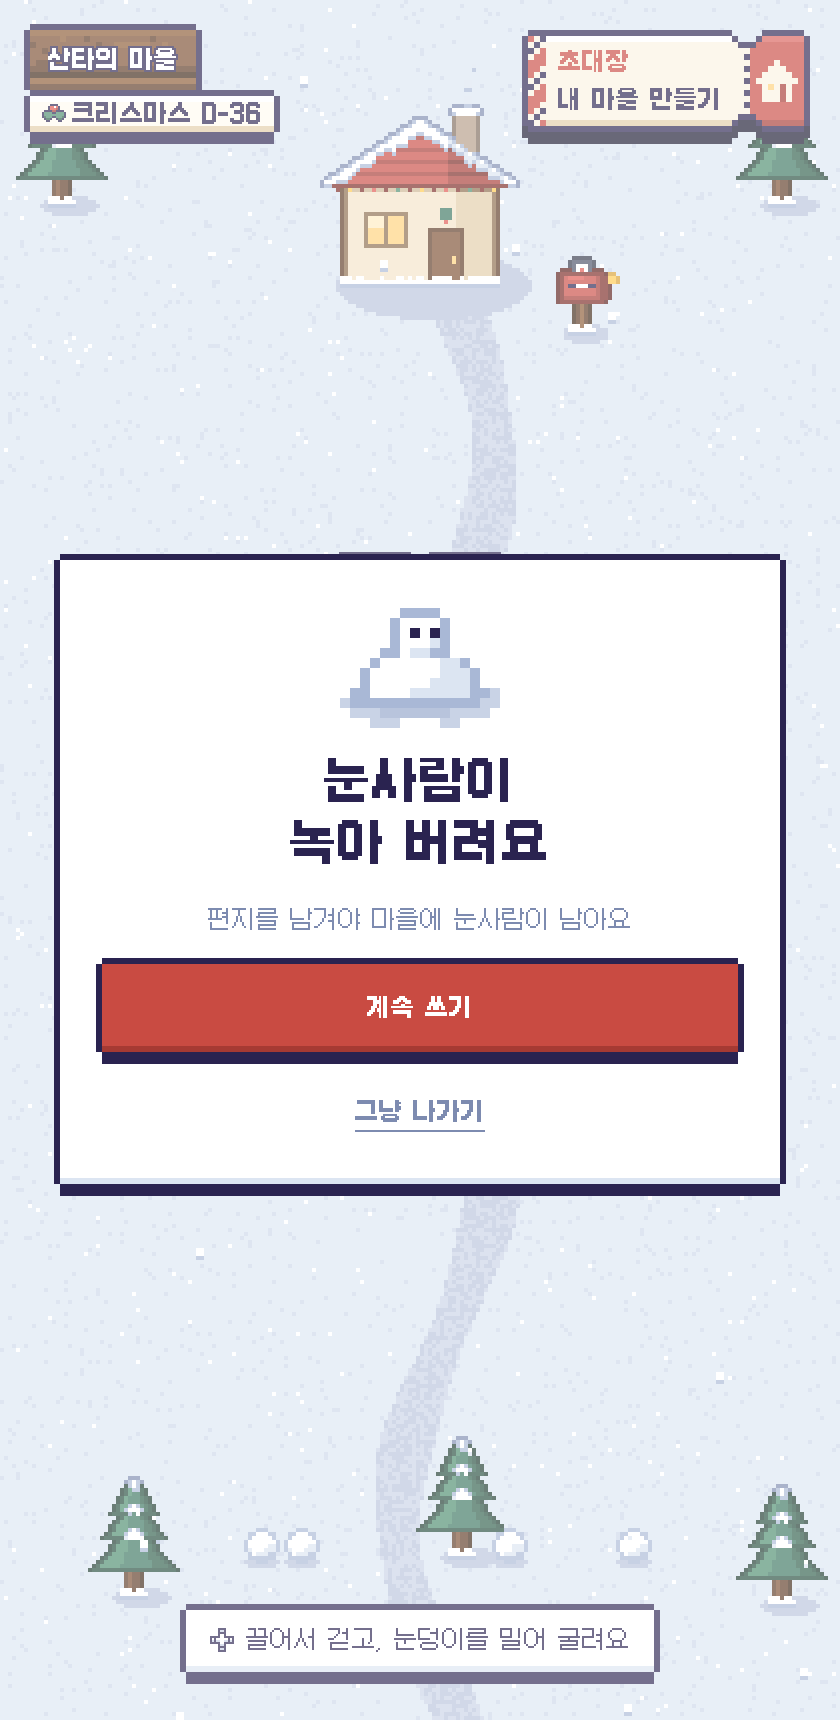 산타의 마을
크리스마스 D-36
초대장
내 마을 만들기
눈사람이
녹아 버려요
편지를 남겨야 마을에 눈사람이 남아요
계속 쓰기
그냥 나가기
끌어서 걷고, 눈덩이를 밀어 굴려요